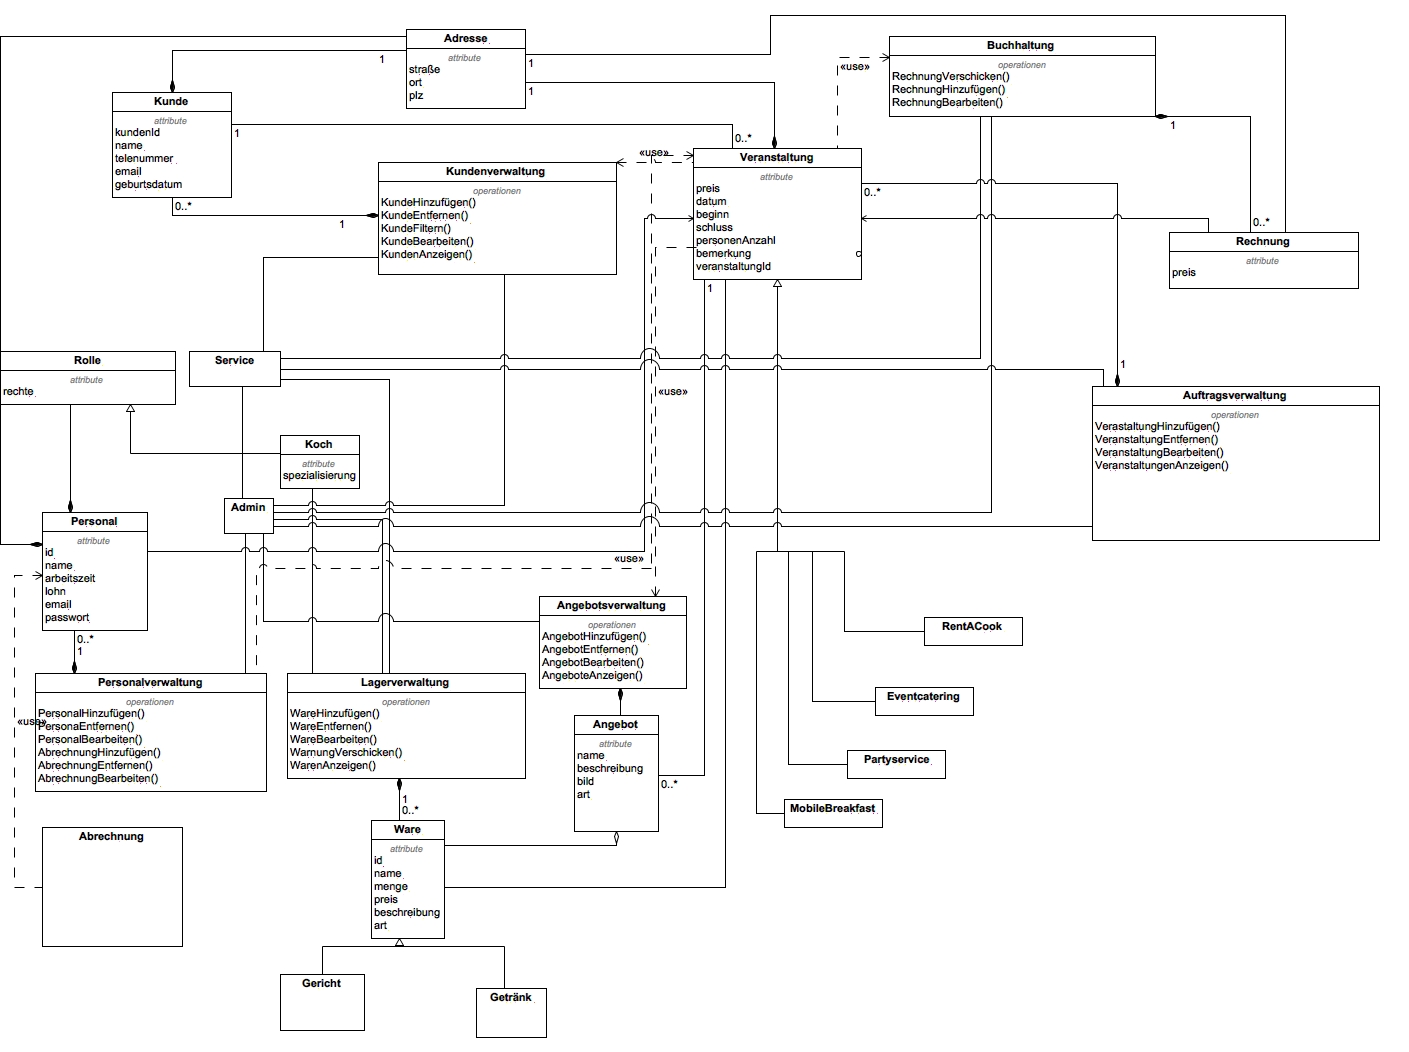 Adresse
attribute
straße
ort
plz
1
1
1
Buchhaltung
operationen
RechnungVerschicken()
RechnungHinzufügen()
RechnungBearbeiten()
1
«use»
Kunde
attribute
kundenId
name
telenummer
email
geburtsdatum
1
0..*
0..*
1
Kundenverwaltung
operationen
KundeHinzufügen()
KundeEntfernen()
KundeFiltern()
KundeBearbeiten()
KundenAnzeigen()
«use»
Veranstaltung
attribute
preis
datum
beginn
schluss
personenAnzahl
bemerkung
veranstaltungId
0..*
1
0..*
Rechnung
attribute
preis
Rolle
attribute
rechte
Service
«use»
1
Auftragsverwaltung
operationen
VerastaltungHinzufügen()
VeranstaltungEntfernen()
VeranstaltungBearbeiten()
VeranstaltungenAnzeigen()
Koch
attribute
spezialisierung
Admin
Personal
attribute
id
name
arbeitszeit
lohn
email
passwort
0..*
1
«use»
Angebotsverwaltung
operationen
AngebotHinzufügen()
AngebotEntfernen()
AngebotBearbeiten()
AngeboteAnzeigen()
RentACook
Eventcatering
Partyservice
MobileBreakfast
Personalverwaltung
operationen
PersonalHinzufügen()
PersonaEntfernen()
PersonalBearbeiten()
AbrechnungHinzufügen()
AbrechnungEntfernen()
AbrechnungBearbeiten()
«use»
Lagerverwaltung
operationen
WareHinzufügen()
WareEntfernen()
WareBearbeiten()
WarnungVerschicken()
WarenAnzeigen()
1
0..*
Angebot
attribute
name
beschreibung
bild
art
0..*
Abrechnung
Ware
attribute
id
name
menge
preis
beschreibung
art
Gericht
Getränk